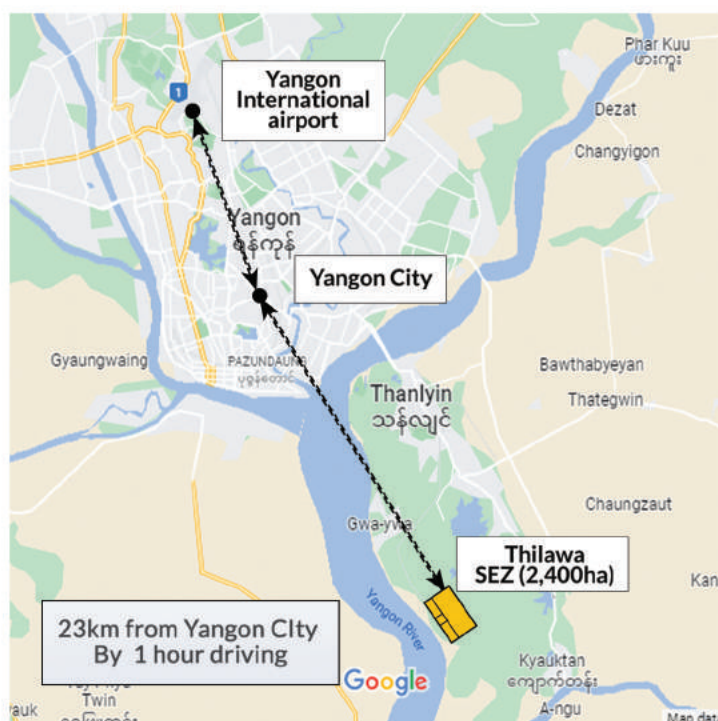 Phar Kuu
ဖားကူး
Yangon
International
airport
1
Dezat
Changyigon
Yangon
ရန်ကုန်
Yangon City
Gyaungwaing
PAZUNDAUNG
ပုဇွန်တောင်
Bawthabyeyan
Thanlyin
သန်လျင်
Thategwin
Chaungzaut
Gwa-ywa
Thilawa
SEZ (2,400ha)
Kan
Yangon River
23km from Yangon CIty
By 1 hour driving
Google
Kyauktan
ကျောက်တန်း
Twin
A-ngu